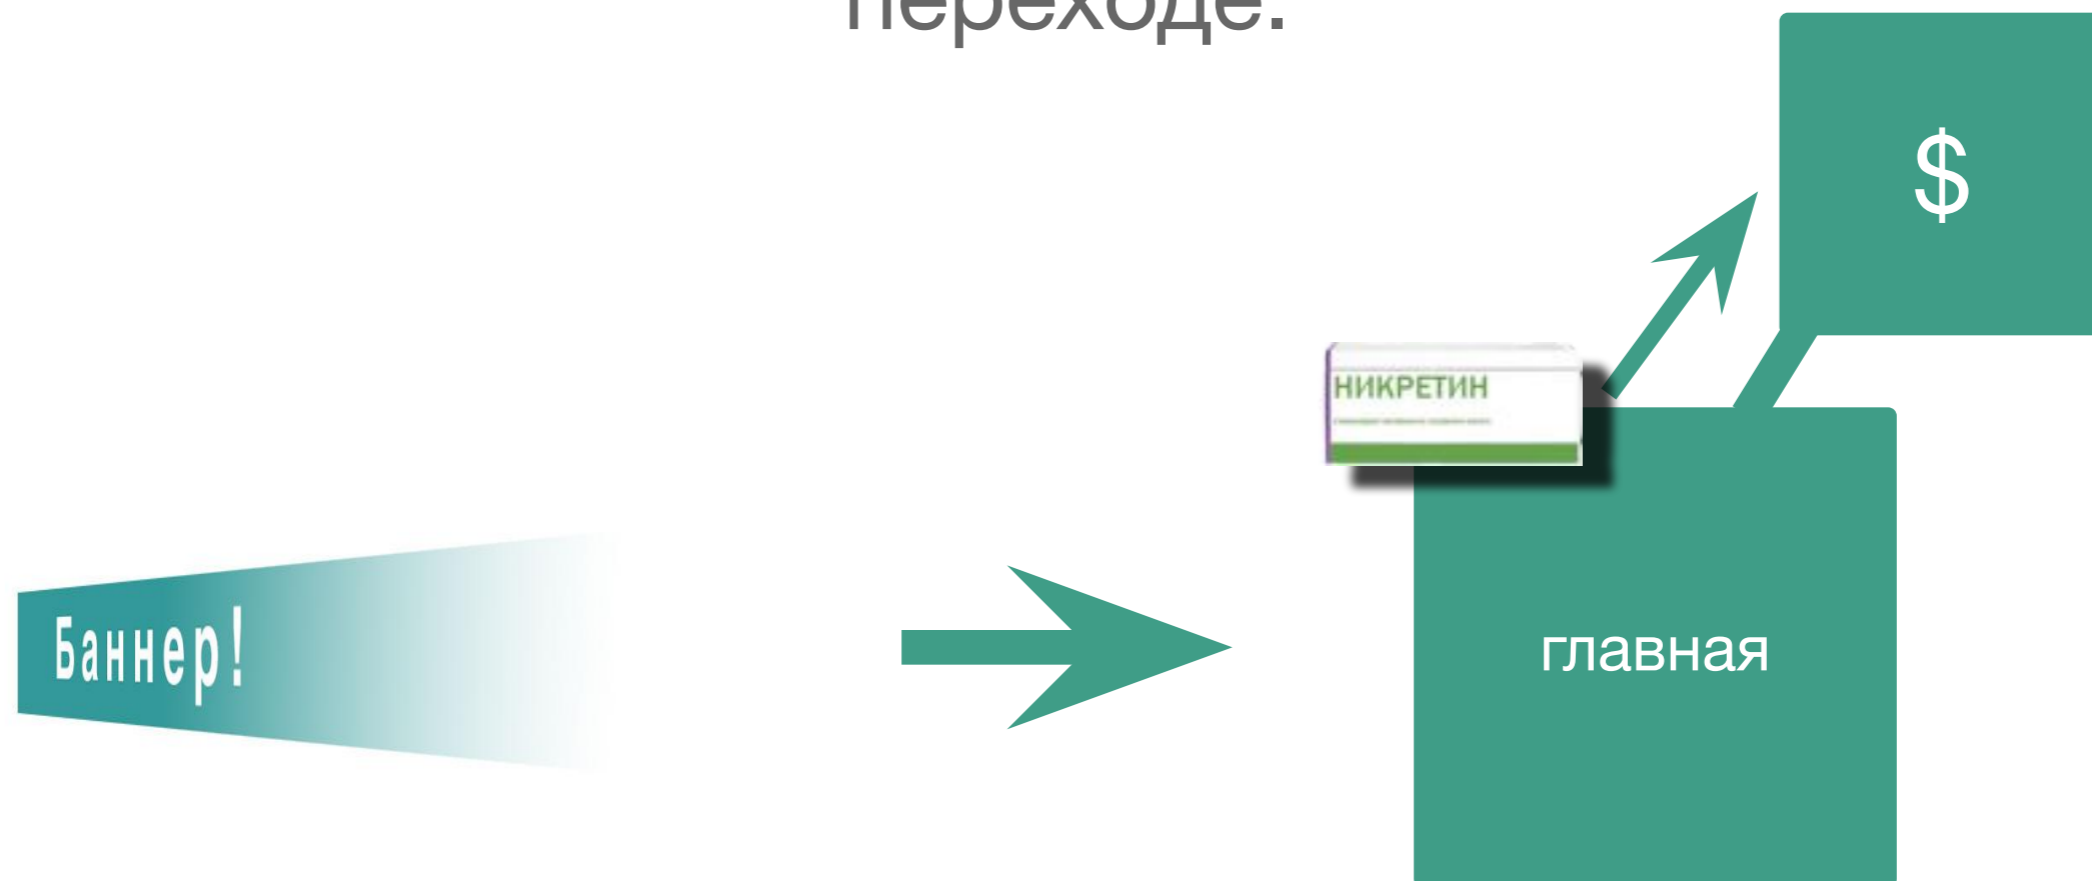 переходе.
$
НИКРЕТИН
Баннер!
главная